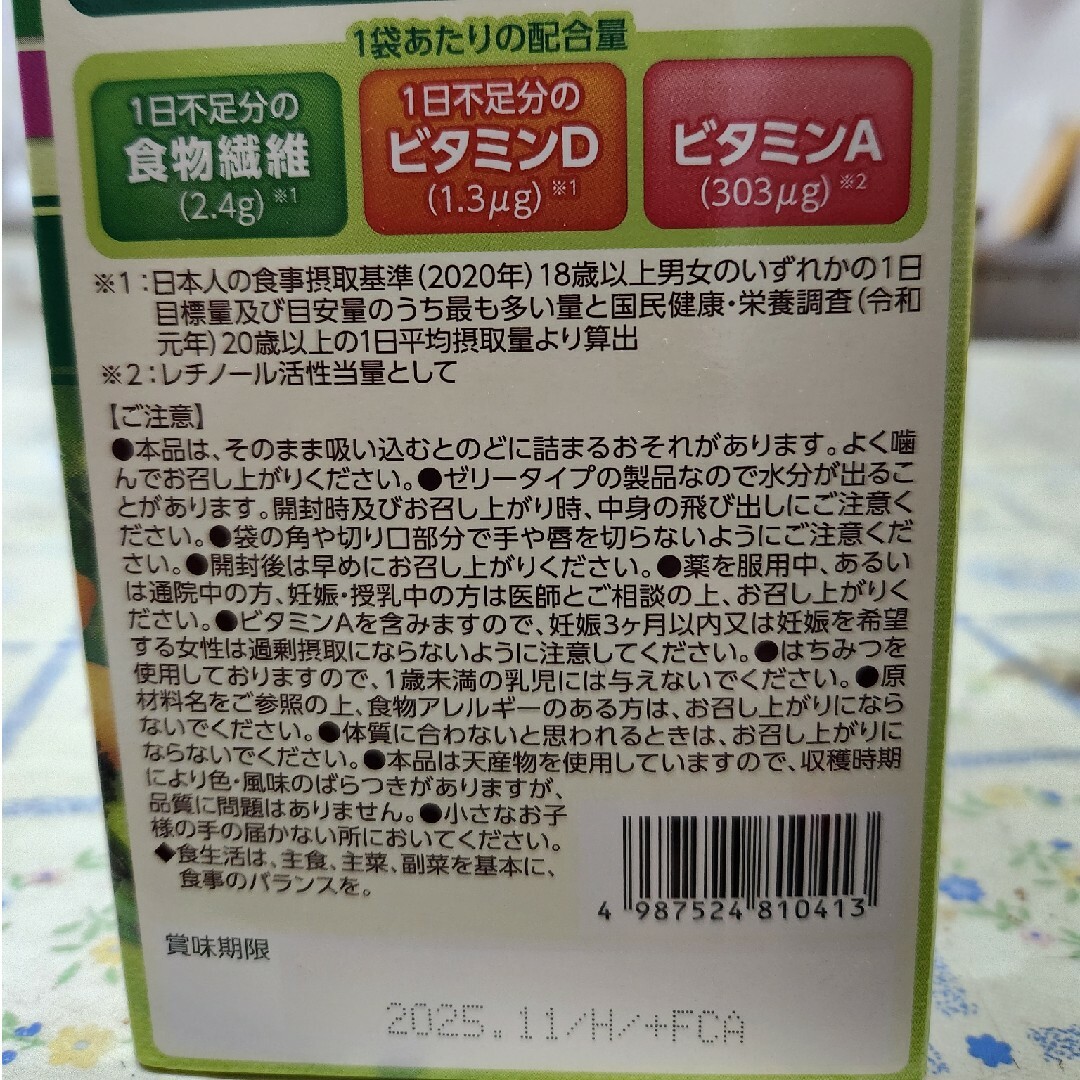 1袋あたりの配合量
1日不足分の
食物繊維
(2.4g)※1
1日不足分の
ビタミンD
(1.3μg)※1
ビタミンA
(303μg)※2
※1：日本人の食事摂取基準(2020年)18歳以上男女のいずれかの1日
目標量及び目安量のうち最も多い量と国民健康・栄養調査(令和
元年)20歳以上の1日平均摂取量より算出
※2：レチノール活性当量として
【ご注意】
●本品は、そのまま吸い込むとのどに詰まるおそれがあります。よく噛
んでお召し上がりください。●ゼリータイプの製品なので水分が出るこ
とがあります。開封時及びお召し上がり時、中身の飛び出しにご注意く
ださい。●袋の角や切り口部分で手や唇を切らないようにご注意くだ
さい。●開封後は早めにお召し上がりください。●薬を服用中、あるい
は通院中の方、妊娠・授乳中の方は医師とご相談の上、お召し上がりく
ださい。●ビタミンAを含みますので、妊娠3ヶ月以内又は妊娠を希望
する女性は過剰摂取にならないように注意してください。●はちみつを
使用しておりますので、1歳未満の乳児には与えないでください。●原
材料名をご参照の上、食物アレルギーのある方は、お召し上がりになら
ないでください。●体質に合わないと思われるときは、お召し上がりに
ならないでください。●本品は天産物を使用していますので、収穫時期
により色・風味のばらつきがありますが、
品質に問題はありません。●小さなお子
様の手の届かない所においてください。
◆食生活は、主食、主菜、副菜を基本に、
食事のバランスを。
4 987524 810413
賞味期限
2025.11/H/+FCA